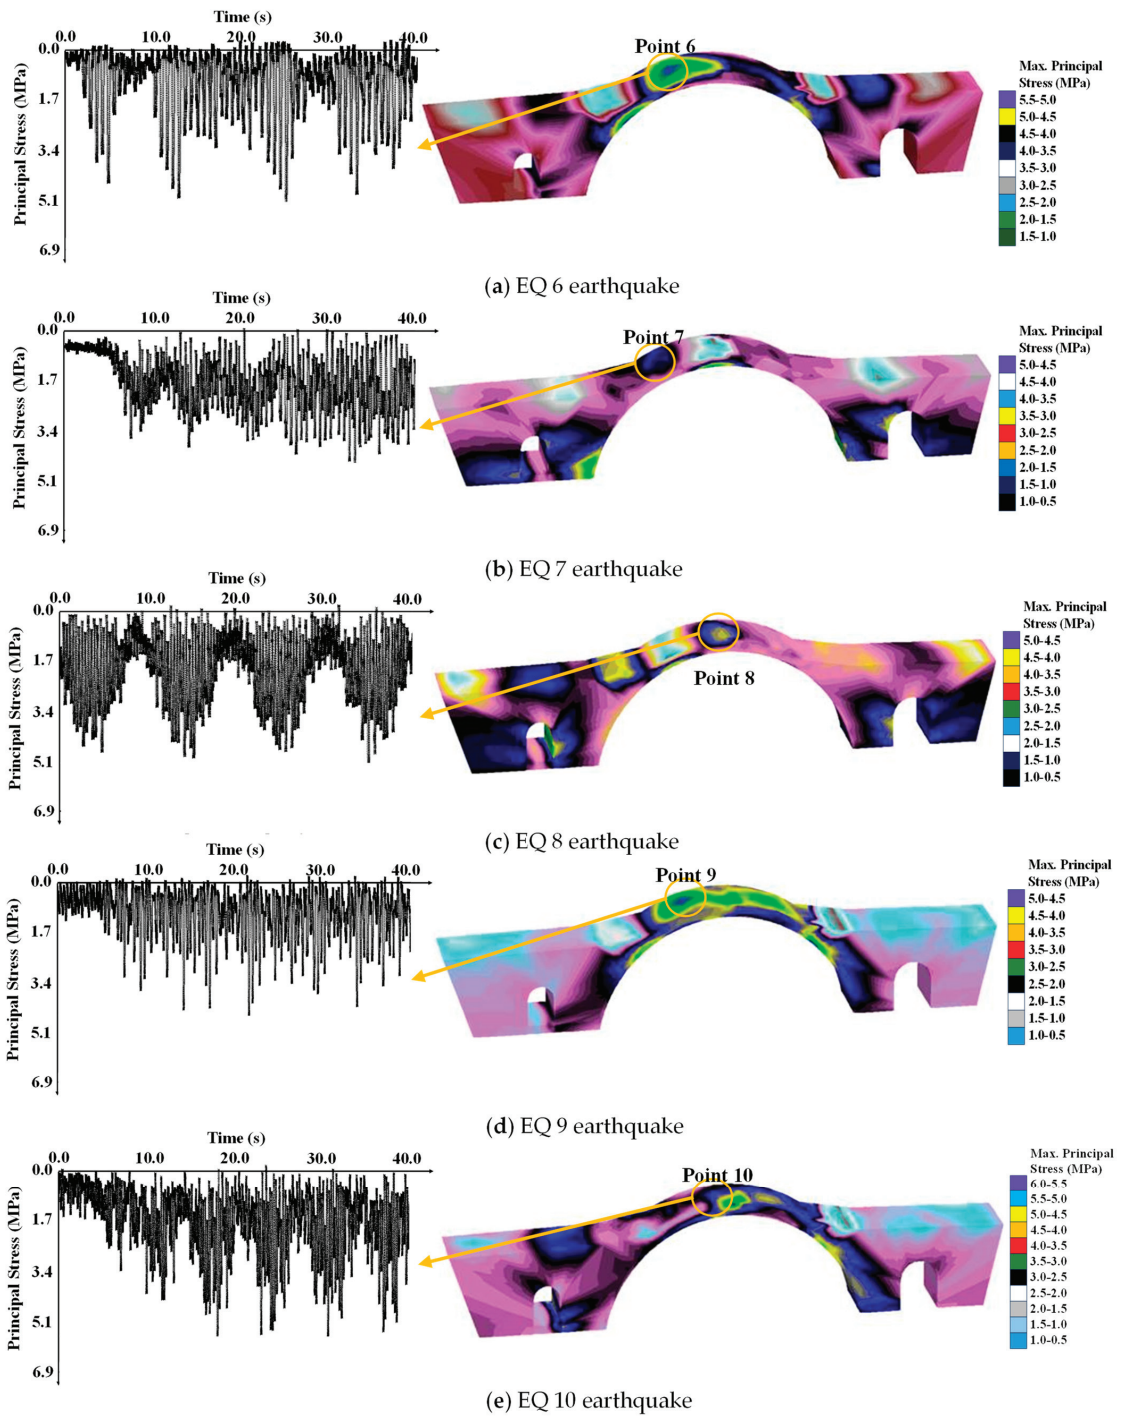 Time (s)
0.0 10.0 20.0 30.0 40.0
0.0
1.7
3.4
5.1
6.9
Principal Stress (MPa)
Point 6
Max. Principal
Stress (MPa)
5.5-5.0
5.0-4.5
4.5-4.0
4.0-3.5
3.5-3.0
3.0-2.5
2.5-2.0
2.0-1.5
1.5-1.0
(a) EQ 6 earthquake
Time (s)
0.0 10.0 20.0 30.0 40.0
0.0
1.7
3.4
5.1
6.9
Principal Stress (MPa)
Point 7
Max. Principal
Stress (MPa)
5.0-4.5
4.5-4.0
4.0-3.5
3.5-3.0
3.0-2.5
2.5-2.0
2.0-1.5
1.5-1.0
1.0-0.5
(b) EQ 7 earthquake
Time (s)
0.0 10.0 20.0 30.0 40.0
0.0
1.7
3.4
5.1
6.9
Principal Stress (MPa)
Point 8
Max. Principal
Stress (MPa)
5.0-4.5
4.5-4.0
4.0-3.5
3.5-3.0
3.0-2.5
2.5-2.0
2.0-1.5
1.5-1.0
1.0-0.5
(c) EQ 8 earthquake
Time (s)
0.0 10.0 20.0 30.0 40.0
0.0
1.7
3.4
5.1
6.9
Principal Stress (MPa)
Point 9
Max. Principal
Stress (MPa)
5.0-4.5
4.5-4.0
4.0-3.5
3.5-3.0
3.0-2.5
2.5-2.0
2.0-1.5
1.5-1.0
1.0-0.5
(d) EQ 9 earthquake
Time (s)
0.0 10.0 20.0 30.0 40.0
0.0
1.7
3.4
5.1
6.9
Principal Stress (MPa)
Point 10
Max. Principal
Stress (MPa)
6.0-5.5
5.5-5.0
5.0-4.5
4.5-4.0
4.0-3.5
3.5-3.0
3.0-2.5
2.5-2.0
2.0-1.5
1.5-1.0
1.0-0.5
(e) EQ 10 earthquake